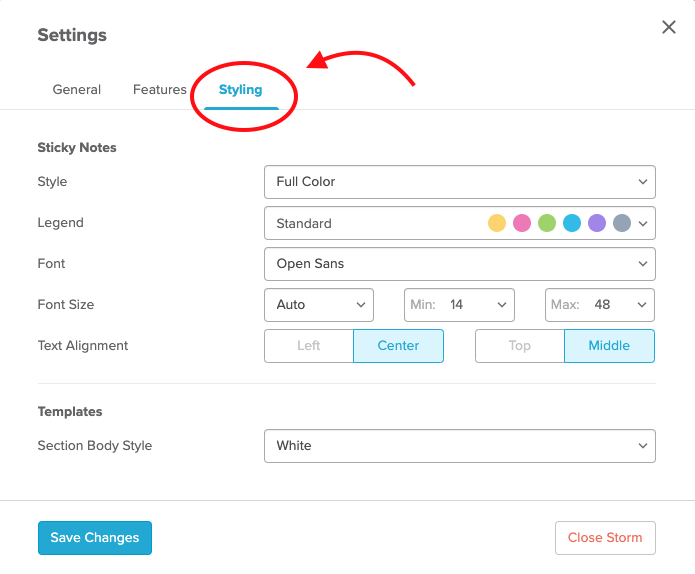 Settings
General Features Styling
Sticky Notes
Style Full Color
Legend Standard
Font Open Sans
Font Size Auto Min: 14 Max: 48
Text Alignment Left Center Top Middle
Templates
Section Body Style White
Save Changes Close Storm